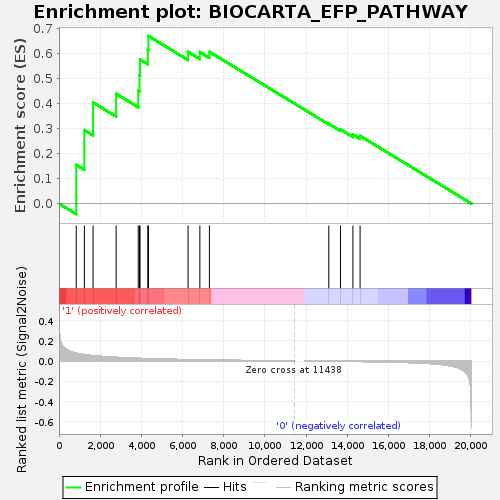 Enrichment plot: BIOCARTA_EFP_PATHWAY
Enrichment score (ES)
0.7
0.6
0.5
0.4
0.3
0.2
0.1
0.0
'1' (positively correlated)
Ranked list metric (Signal2Noise)
0.4
0.2
0.0
-0.2
-0.4
-0.6
Zero cross at 11438
'0' (negatively correlated)
0 2,000 4,000 6,000 8,000 10,000 12,000 14,000 16,000 18,000 20,000
Rank in Ordered Dataset
Enrichment profile Hits Ranking metric scores